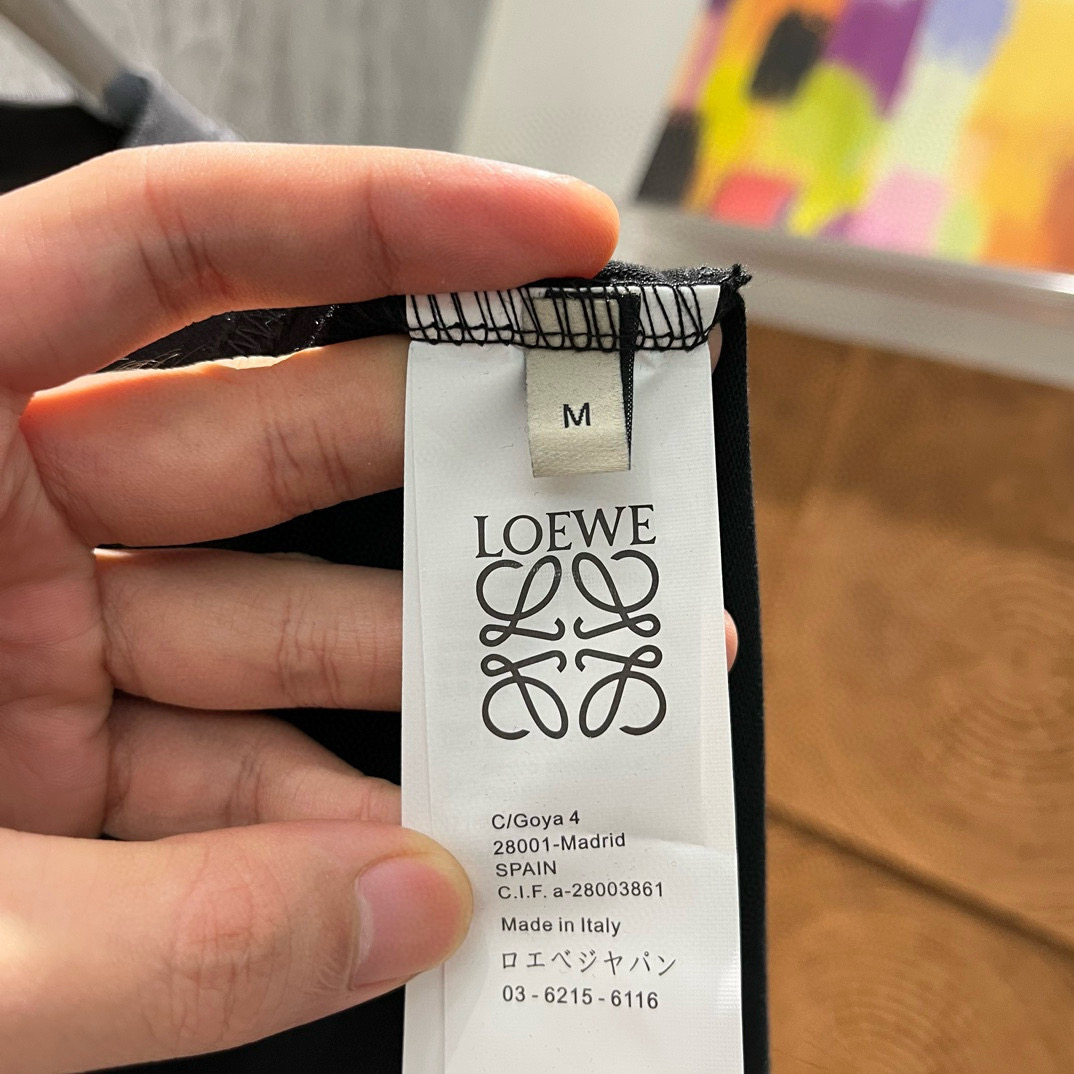 M
LOEWE
C/Goya 4
28001-Madrid
SPAIN
C.I.F. a-28003861
Made in Italy
ロエベジャパン
03 - 6215 - 6116